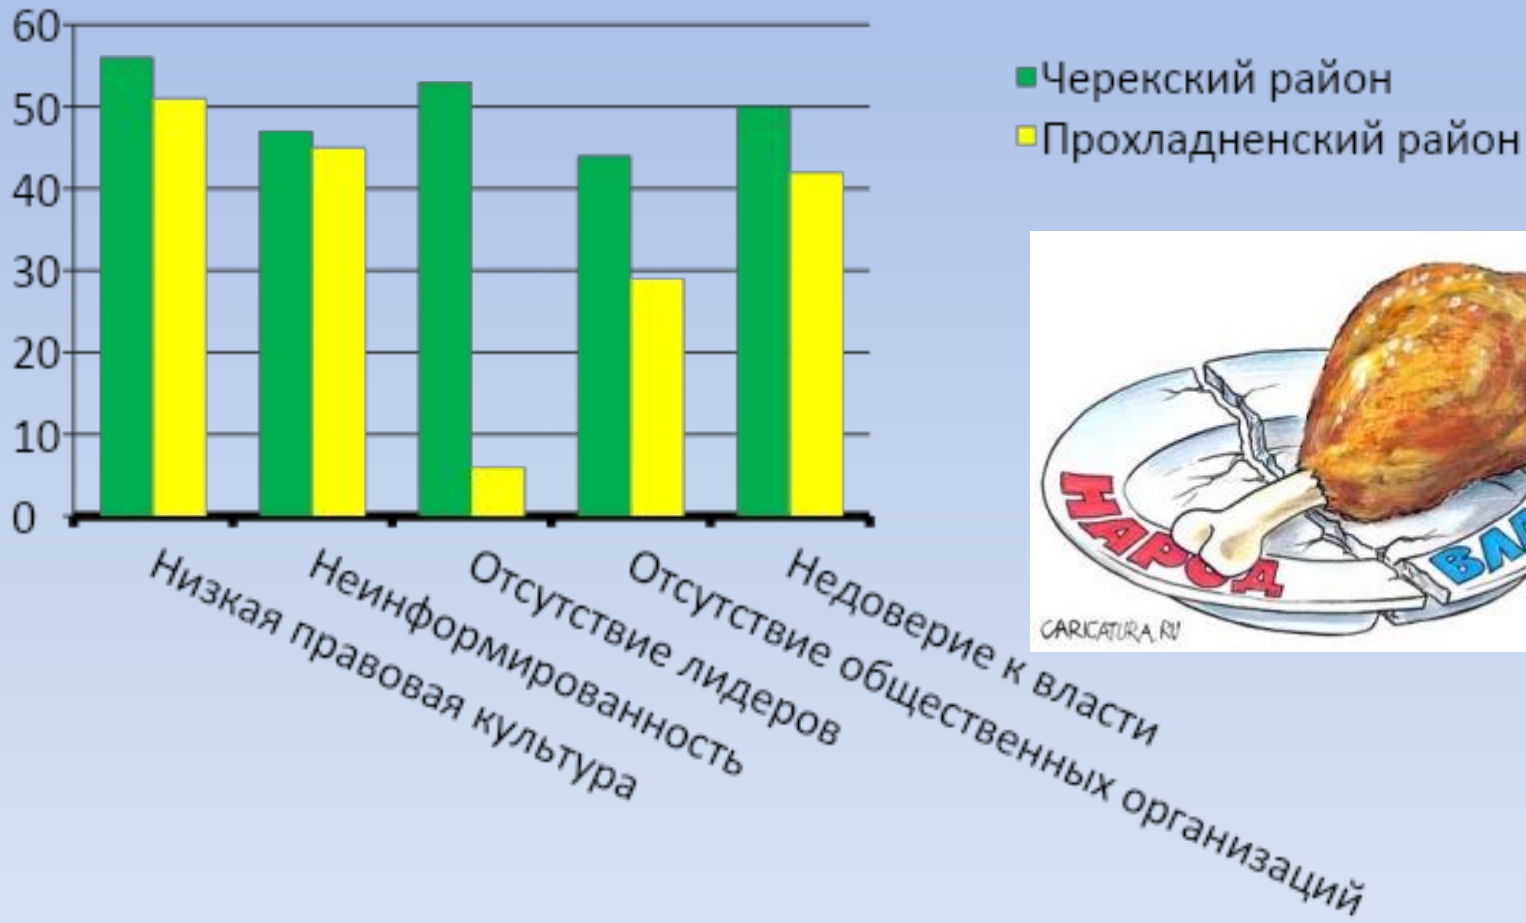 60
50
40
30
20
10
0
Низкая правовая культура
Неинформированность
Отсутствие лидеров
Отсутствие общественных организаций
Недоверие к власти
Черекский район
Прохладненский район
НАРОД
CARICATURA.RU